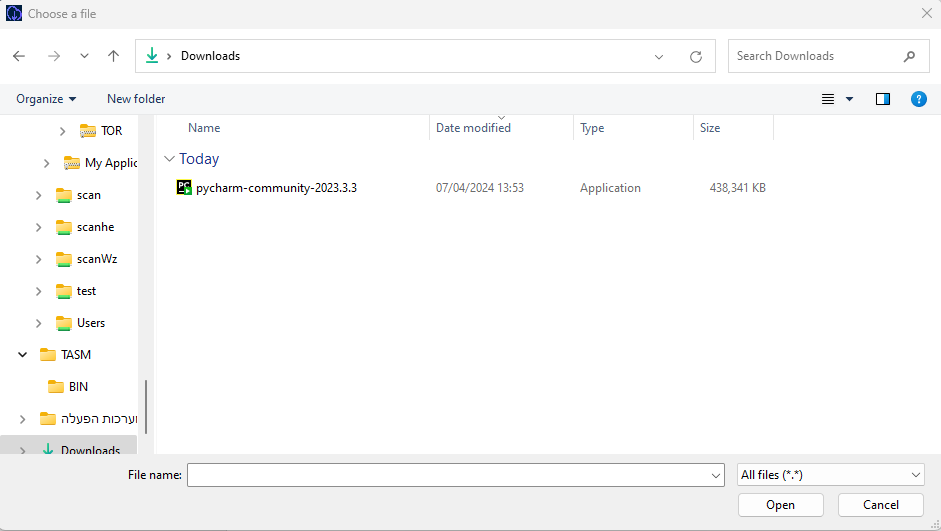 Choose a file
Downloads
Search Downloads
Organize
New folder
?
TOR
My Applic
scan
scanhe
scanWz
test
Users
TASM
BIN
וערכות הפעלה
Downloads
Name
Date modified
Type
Size
Today
PC
pycharm-community-2023.3.3
07/04/2024 13:53
Application
438,341 KB
File name:
All files (*.*)
Open
Cancel